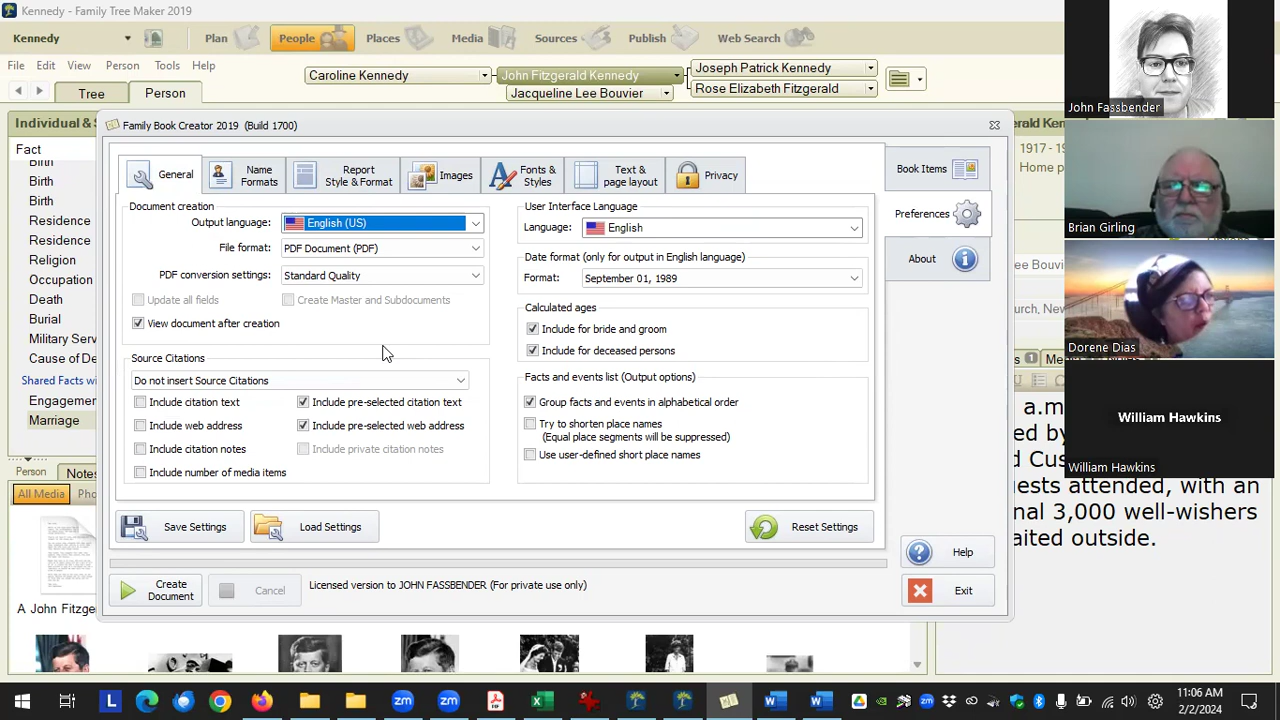 Kennedy - Family Tree Maker 2019
Kennedy
Plan
People
Places
Media
Sources
Publish
Web Search
File Edit View Person Tools Help
Caroline Kennedy
John Fitzgerald Kennedy
Jacqueline Lee Bouvier
Joseph Patrick Kennedy
Rose Elizabeth Fitzgerald
Tree
Person
Individual & S
Fact
Birth
Birth
Birth
Residence
Residence
Religion
Occupation
Death
Burial
Military Serv
Cause of De
Shared Facts wi
Engagemen
Marriage
Person
Notes
All Media
Pho
A John Fitzge
Family Book Creator 2019 (Build 1700)
General
Name
Formats
Report
Style & Format
Images
Fonts &
Styles
Text &
page layout
Privacy
Document creation
Output language:
English (US)
File format:
PDF Document (PDF)
PDF conversion settings:
Standard Quality
Update all fields
Create Master and Subdocuments
View document after creation
Source Citations
Do not insert Source Citations
Include citation text
Include pre-selected citation text
Include web address
Include pre-selected web address
Include citation notes
Include private citation notes
Include number of media items
User Interface Language
Language:
English
Date format (only for output in English language)
Format:
September 01, 1989
Calculated ages
Include for bride and groom
Include for deceased persons
Facts and events list (Output options)
Group facts and events in alphabetical order
Try to shorten place names
(Equal place segments will be suppressed)
Use user-defined short place names
Save Settings
Load Settings
Reset Settings
Create
Document
Cancel
Licensed version to JOHN FASSBENDER (For private use only)
Book Items
Preferences
About
Help
Exit
erald Ken
1917 - 19
Home p
ee Bouvi
hurch, New
a.m
ed by
d Cus
uests attended, with an
nal 3,000 well-wishers
aited outside.
John Fassbender
Brian Girling
Dorene Dias
William Hawkins
William Hawkins
11:06 AM
2/2/2024